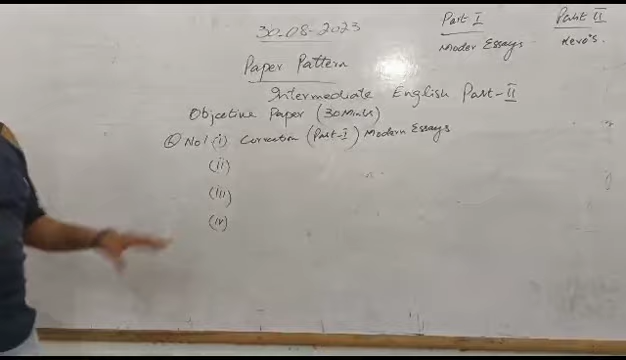 30-08-2023
Part I
Part II
Moder Essays
Hero's.
Paper Pattern
Intermediate English Part-II
Objective Paper (30 Mints)
Q No1 (i) Correction (Part-I) Modern Essays
(ii)
(iii)
(iv)